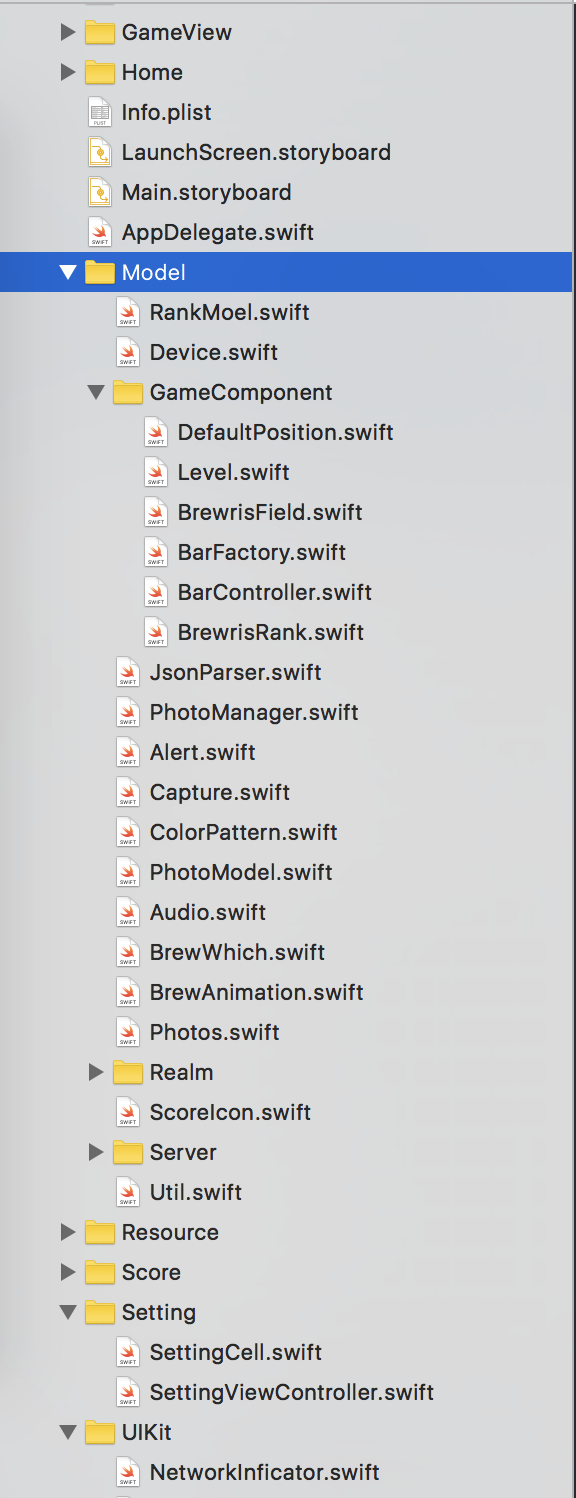 GameView
Home
Info.plist
LaunchScreen.storyboard
Main.storyboard
AppDelegate.swift
Model
RankMoel.swift
Device.swift
GameComponent
DefaultPosition.swift
Level.swift
BrewrisField.swift
BarFactory.swift
BarController.swift
BrewrisRank.swift
JsonParser.swift
PhotoManager.swift
Alert.swift
Capture.swift
ColorPattern.swift
PhotoModel.swift
Audio.swift
BrewWhich.swift
BrewAnimation.swift
Photos.swift
Realm
ScoreIcon.swift
Server
Util.swift
Resource
Score
Setting
SettingCell.swift
SettingViewController.swift
UIKit
NetworkInficator.swift